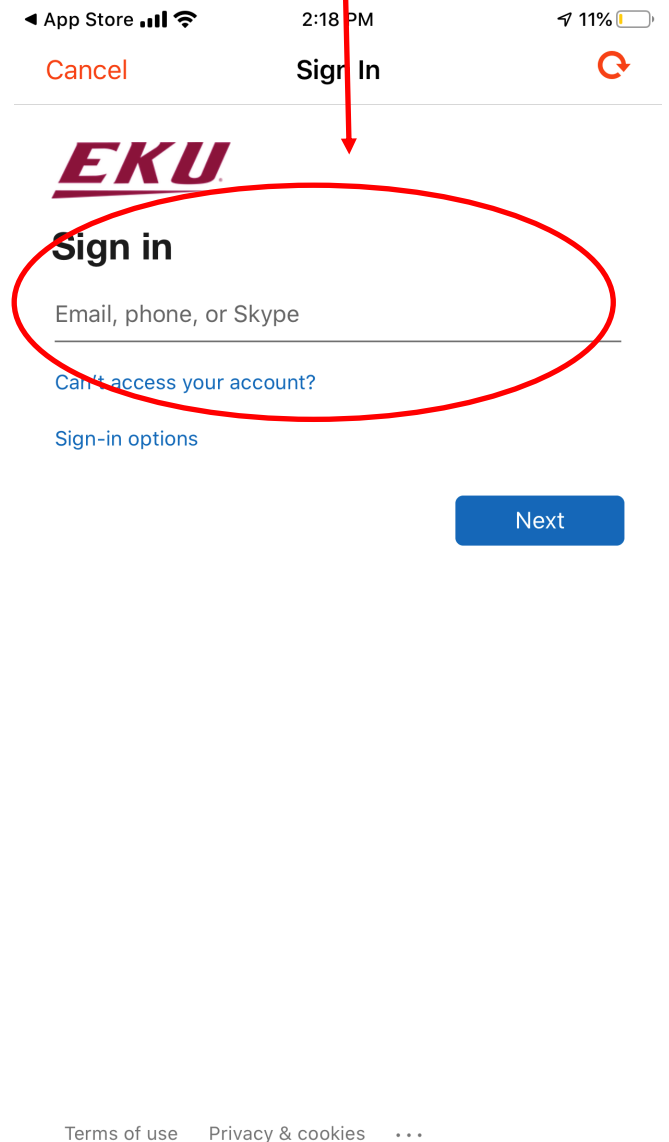 ◀ App Store 2:18 PM 11%
Cancel Sign In
EKU
Sign in
Email, phone, or Skype
Can't access your account?
Sign-in options
Next
Terms of use Privacy & cookies ...